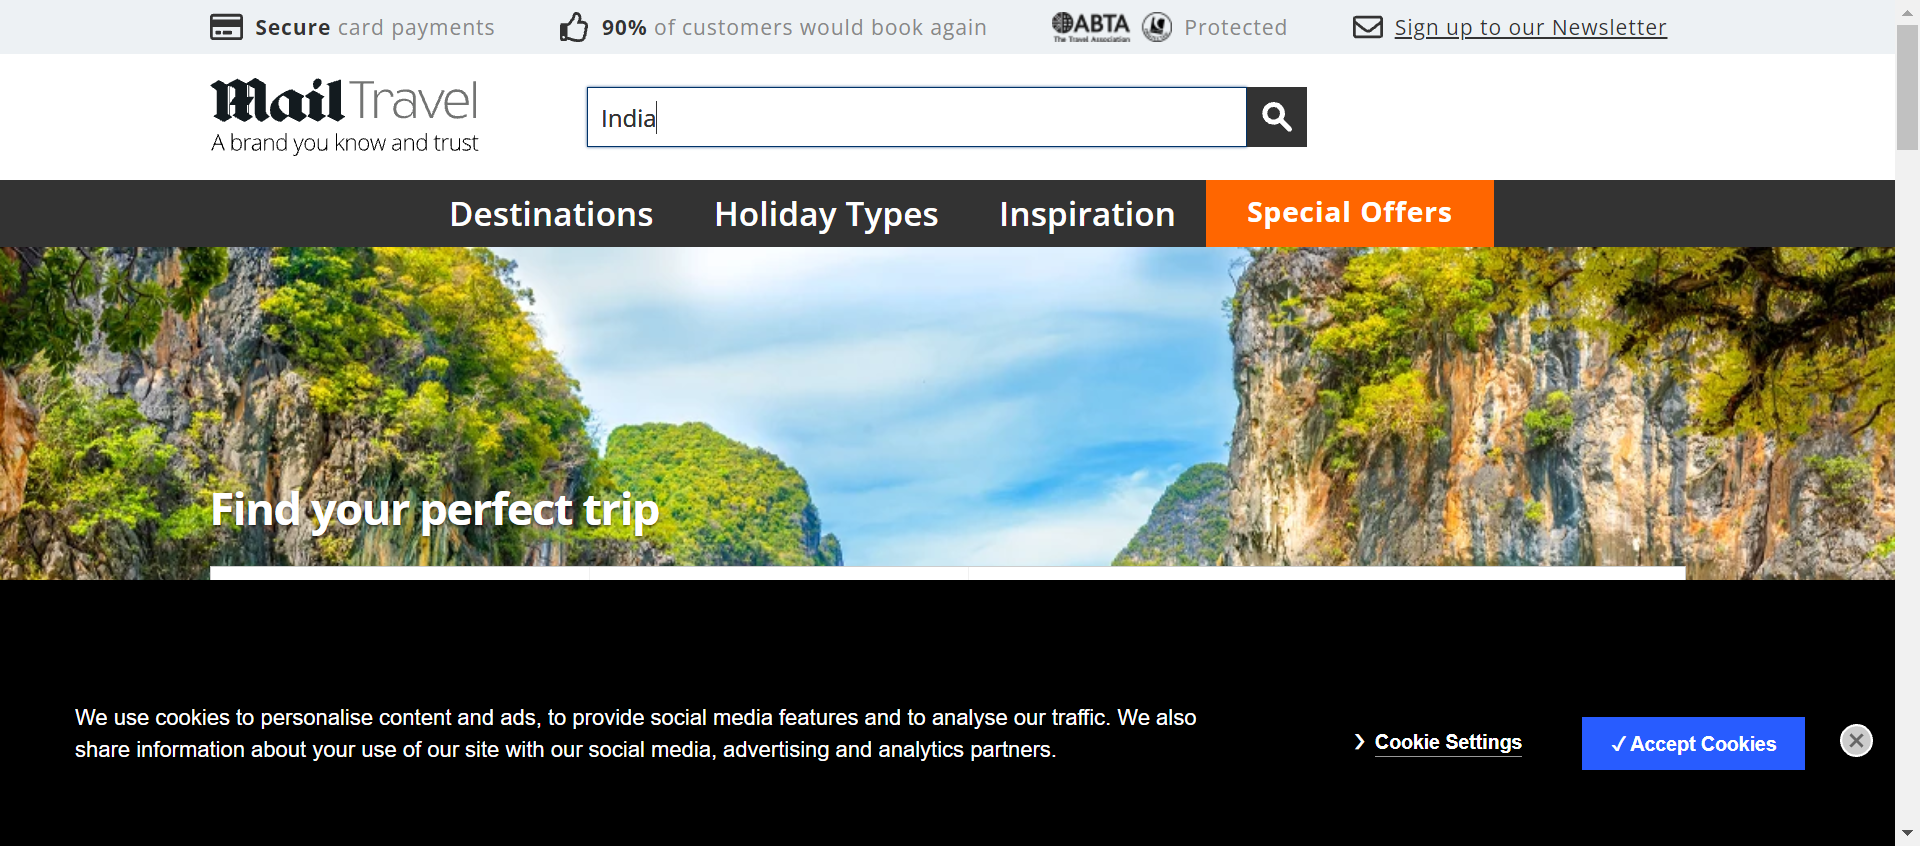 Secure card payments
90% of customers would book again
ABTA
The Travel Association
Protected
Sign up to our Newsletter
Mail Travel
A brand you know and trust
India
Destinations
Holiday Types
Inspiration
Special Offers
Find your perfect trip
We use cookies to personalise content and ads, to provide social media features and to analyse our traffic. We also
share information about your use of our site with our social media, advertising and analytics partners.
Cookie Settings
✓ Accept Cookies